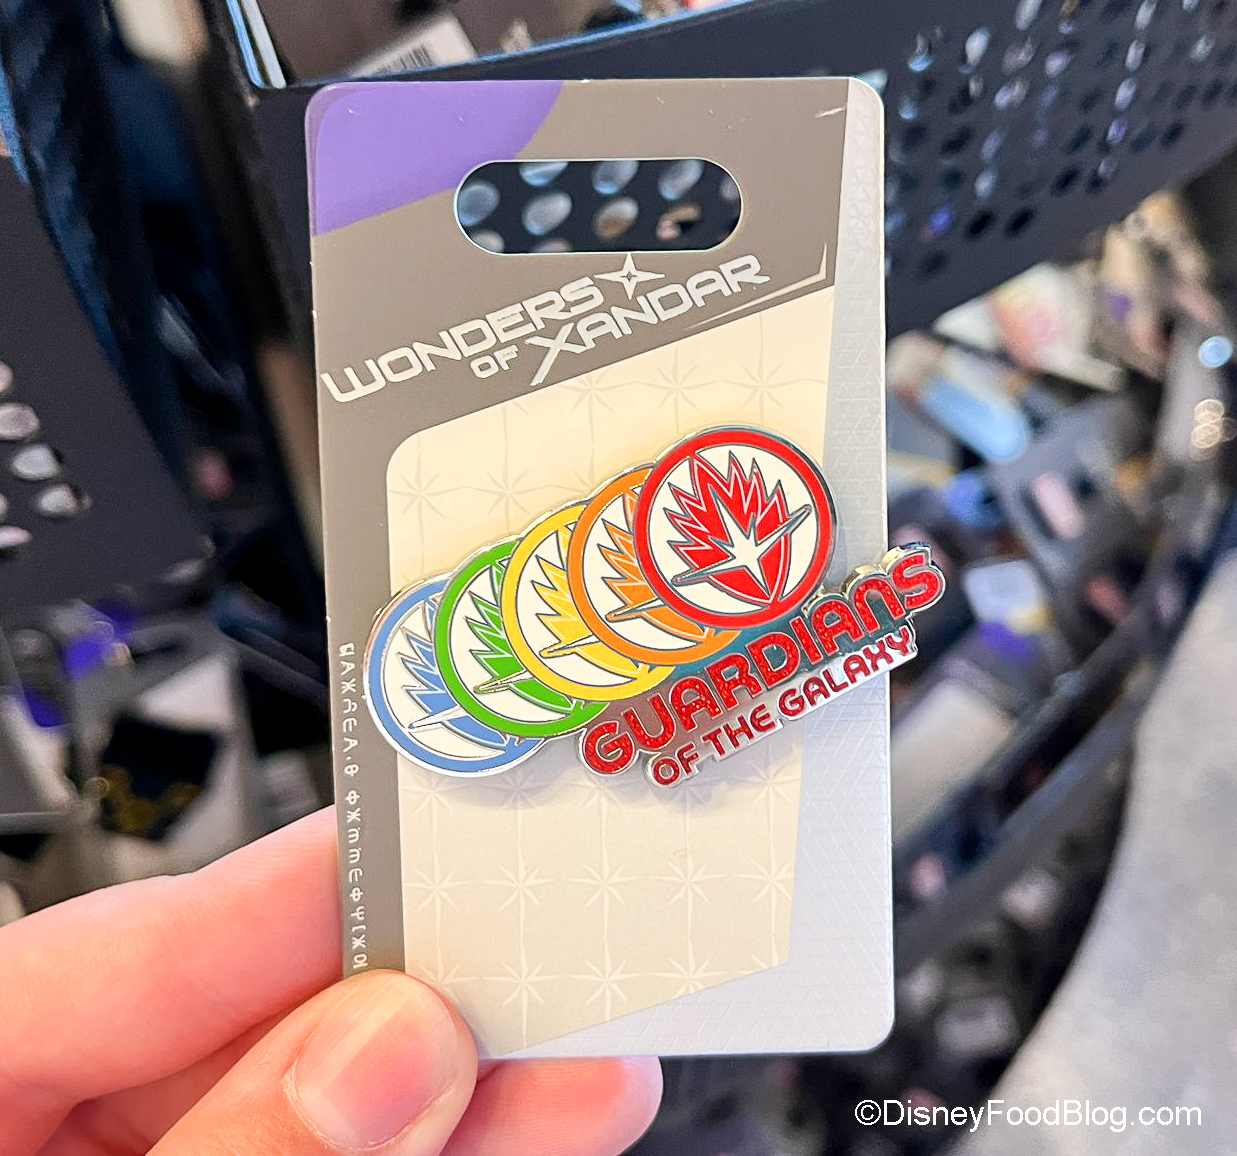 WONDERS
OF XANDAR
GUARDIANS
OF THE GALAXY
©DisneyFoodBlog.com